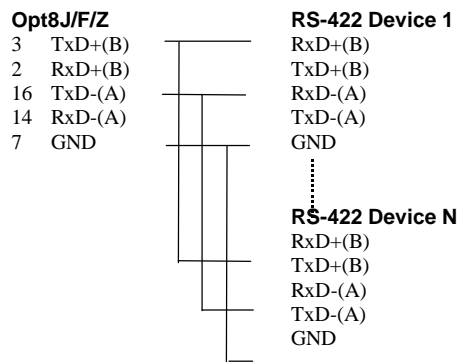 Opt8J/F/Z
3 TxD+(B)
2 RxD+(B)
16 TxD-(A)
14 RxD-(A)
7 GND
RS-422 Device 1
RxD+(B)
TxD+(B)
RxD-(A)
TxD-(A)
GND
RS-422 Device N
RxD+(B)
TxD+(B)
RxD-(A)
TxD-(A)
GND